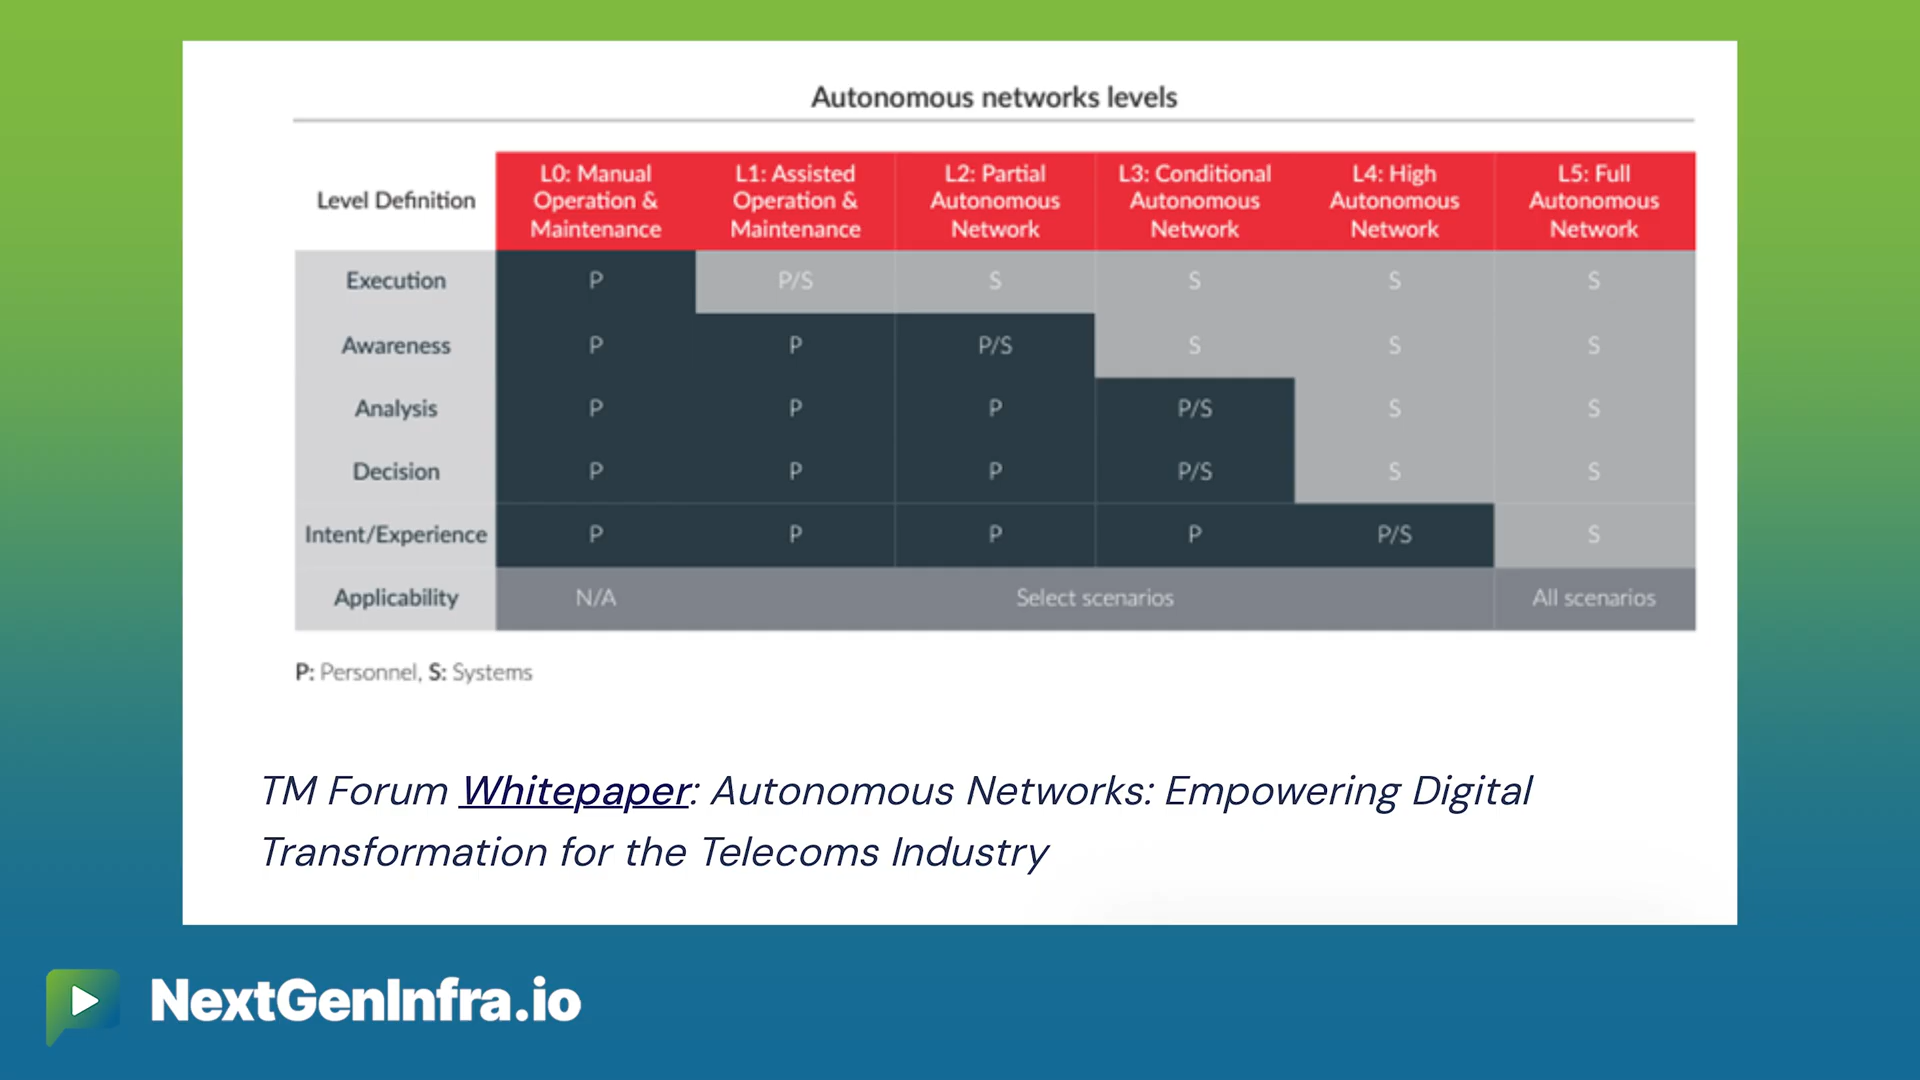 Autonomous networks levels
Level Definition
L0: Manual Operation & Maintenance
L1: Assisted Operation & Maintenance
L2: Partial Autonomous Network
L3: Conditional Autonomous Network
L4: High Autonomous Network
L5: Full Autonomous Network
Execution P P/S S S S S
Awareness P P P/S S S S
Analysis P P P P/S S S
Decision P P P P/S S S
Intent/Experience P P P P P/S S
Applicability N/A Select scenarios All scenarios
P: Personnel, S: Systems
TM Forum Whitepaper: Autonomous Networks: Empowering Digital
Transformation for the Telecoms Industry
NextGenInfra.io